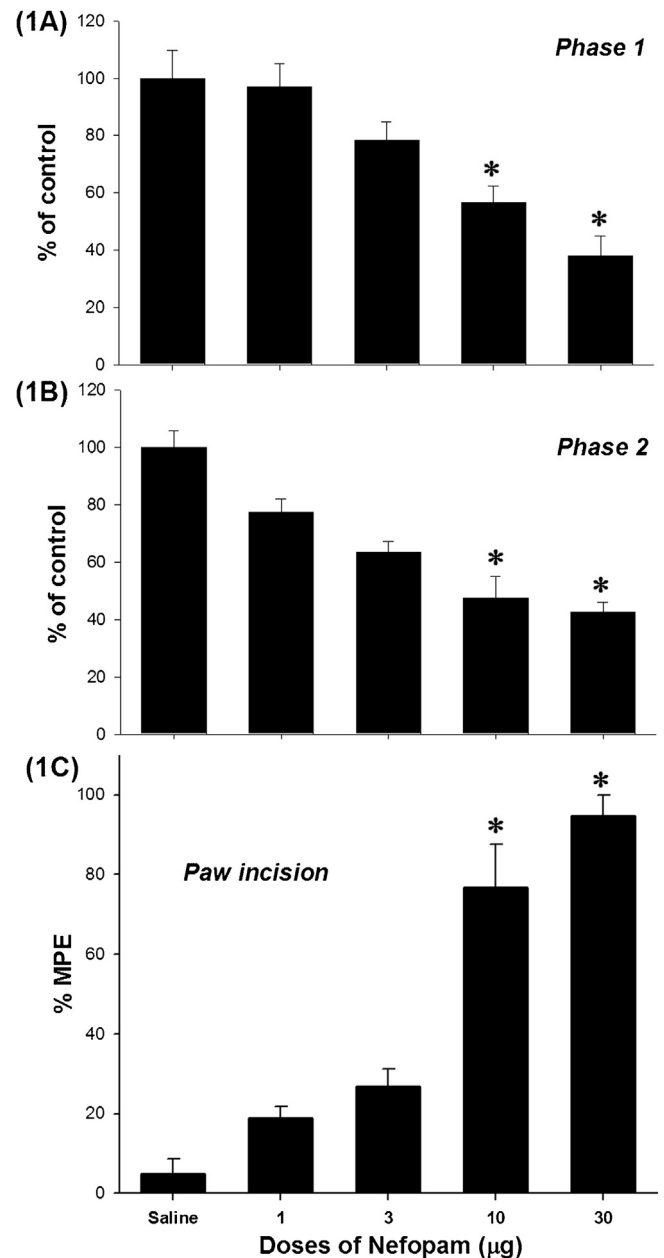 (1A)
Phase 1
% of control
120
100
80
60
40
20
0
*
*
(1B)
Phase 2
% of control
120
100
80
60
40
20
0
*
*
(1C)
Paw incision
% MPE
100
80
60
40
20
0
*
*
Saline 1 3 10 30
Doses of Nefopam (μg)